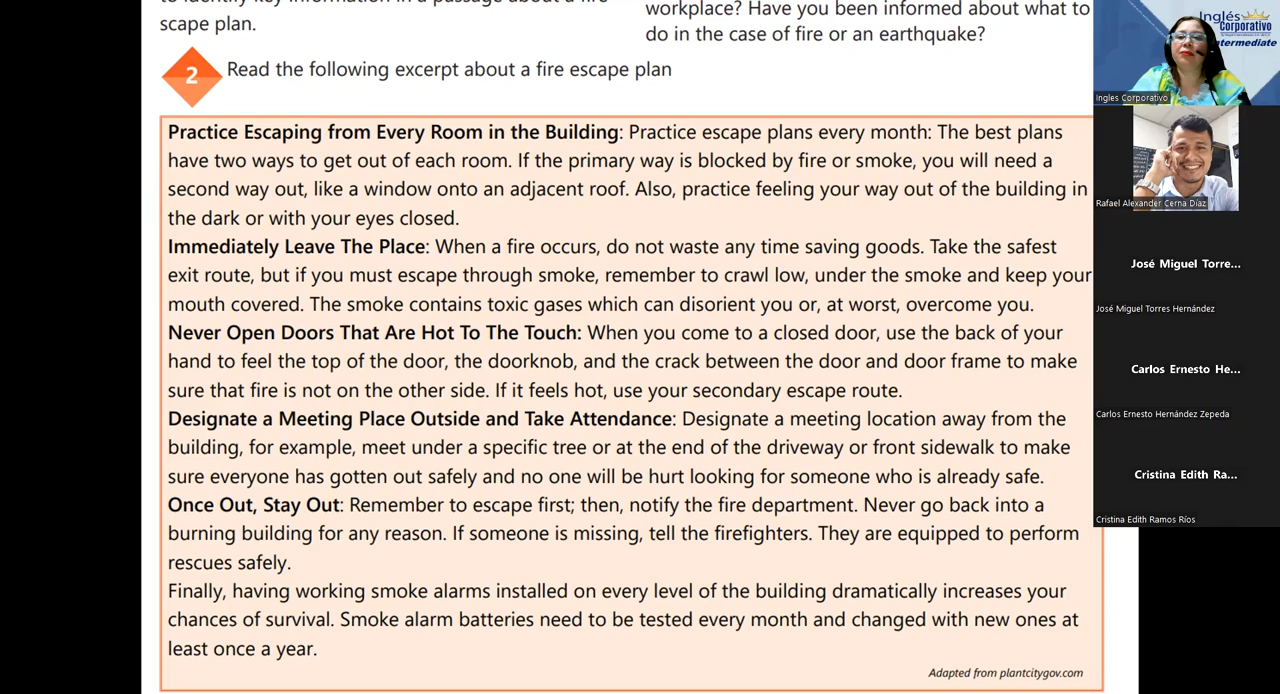 to identify key information in a passage about a fire
scape plan.
workplace? Have you been informed about what to
do in the case of fire or an earthquake?
2
Read the following excerpt about a fire escape plan
Practice Escaping from Every Room in the Building: Practice escape plans every month: The best plans
have two ways to get out of each room. If the primary way is blocked by fire or smoke, you will need a
second way out, like a window onto an adjacent roof. Also, practice feeling your way out of the building in
the dark or with your eyes closed.
Immediately Leave The Place: When a fire occurs, do not waste any time saving goods. Take the safest
exit route, but if you must escape through smoke, remember to crawl low, under the smoke and keep your
mouth covered. The smoke contains toxic gases which can disorient you or, at worst, overcome you.
Never Open Doors That Are Hot To The Touch: When you come to a closed door, use the back of your
hand to feel the top of the door, the doorknob, and the crack between the door and door frame to make
sure that fire is not on the other side. If it feels hot, use your secondary escape route.
Designate a Meeting Place Outside and Take Attendance: Designate a meeting location away from the
building, for example, meet under a specific tree or at the end of the driveway or front sidewalk to make
sure everyone has gotten out safely and no one will be hurt looking for someone who is already safe.
Once Out, Stay Out: Remember to escape first; then, notify the fire department. Never go back into a
burning building for any reason. If someone is missing, tell the firefighters. They are equipped to perform
rescues safely.
Finally, having working smoke alarms installed on every level of the building dramatically increases your
chances of survival. Smoke alarm batteries need to be tested every month and changed with new ones at
least once a year.
Adapted from plantcitygov.com
Inglés
Corporativo
Intermediate
Ingles Corporativo
Rafael Alexander Cerna Díaz
José Miguel Torre...
José Miguel Torres Hernández
Carlos Ernesto He...
Carlos Ernesto Hernández Zepeda
Cristina Edith Ra...
Cristina Edith Ramos Ríos